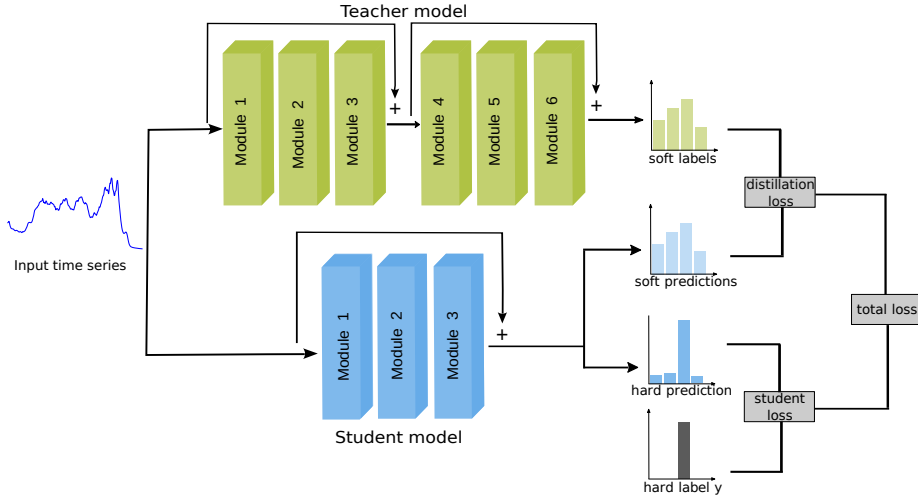 Teacher model
Module 1
Module 2
Module 3
+
Module 4
Module 5
Module 6
+
soft labels
distillation
loss
Input time series
soft predictions
total loss
Module 1
Module 2
Module 3
+
hard prediction
student
loss
Student model
hard label y